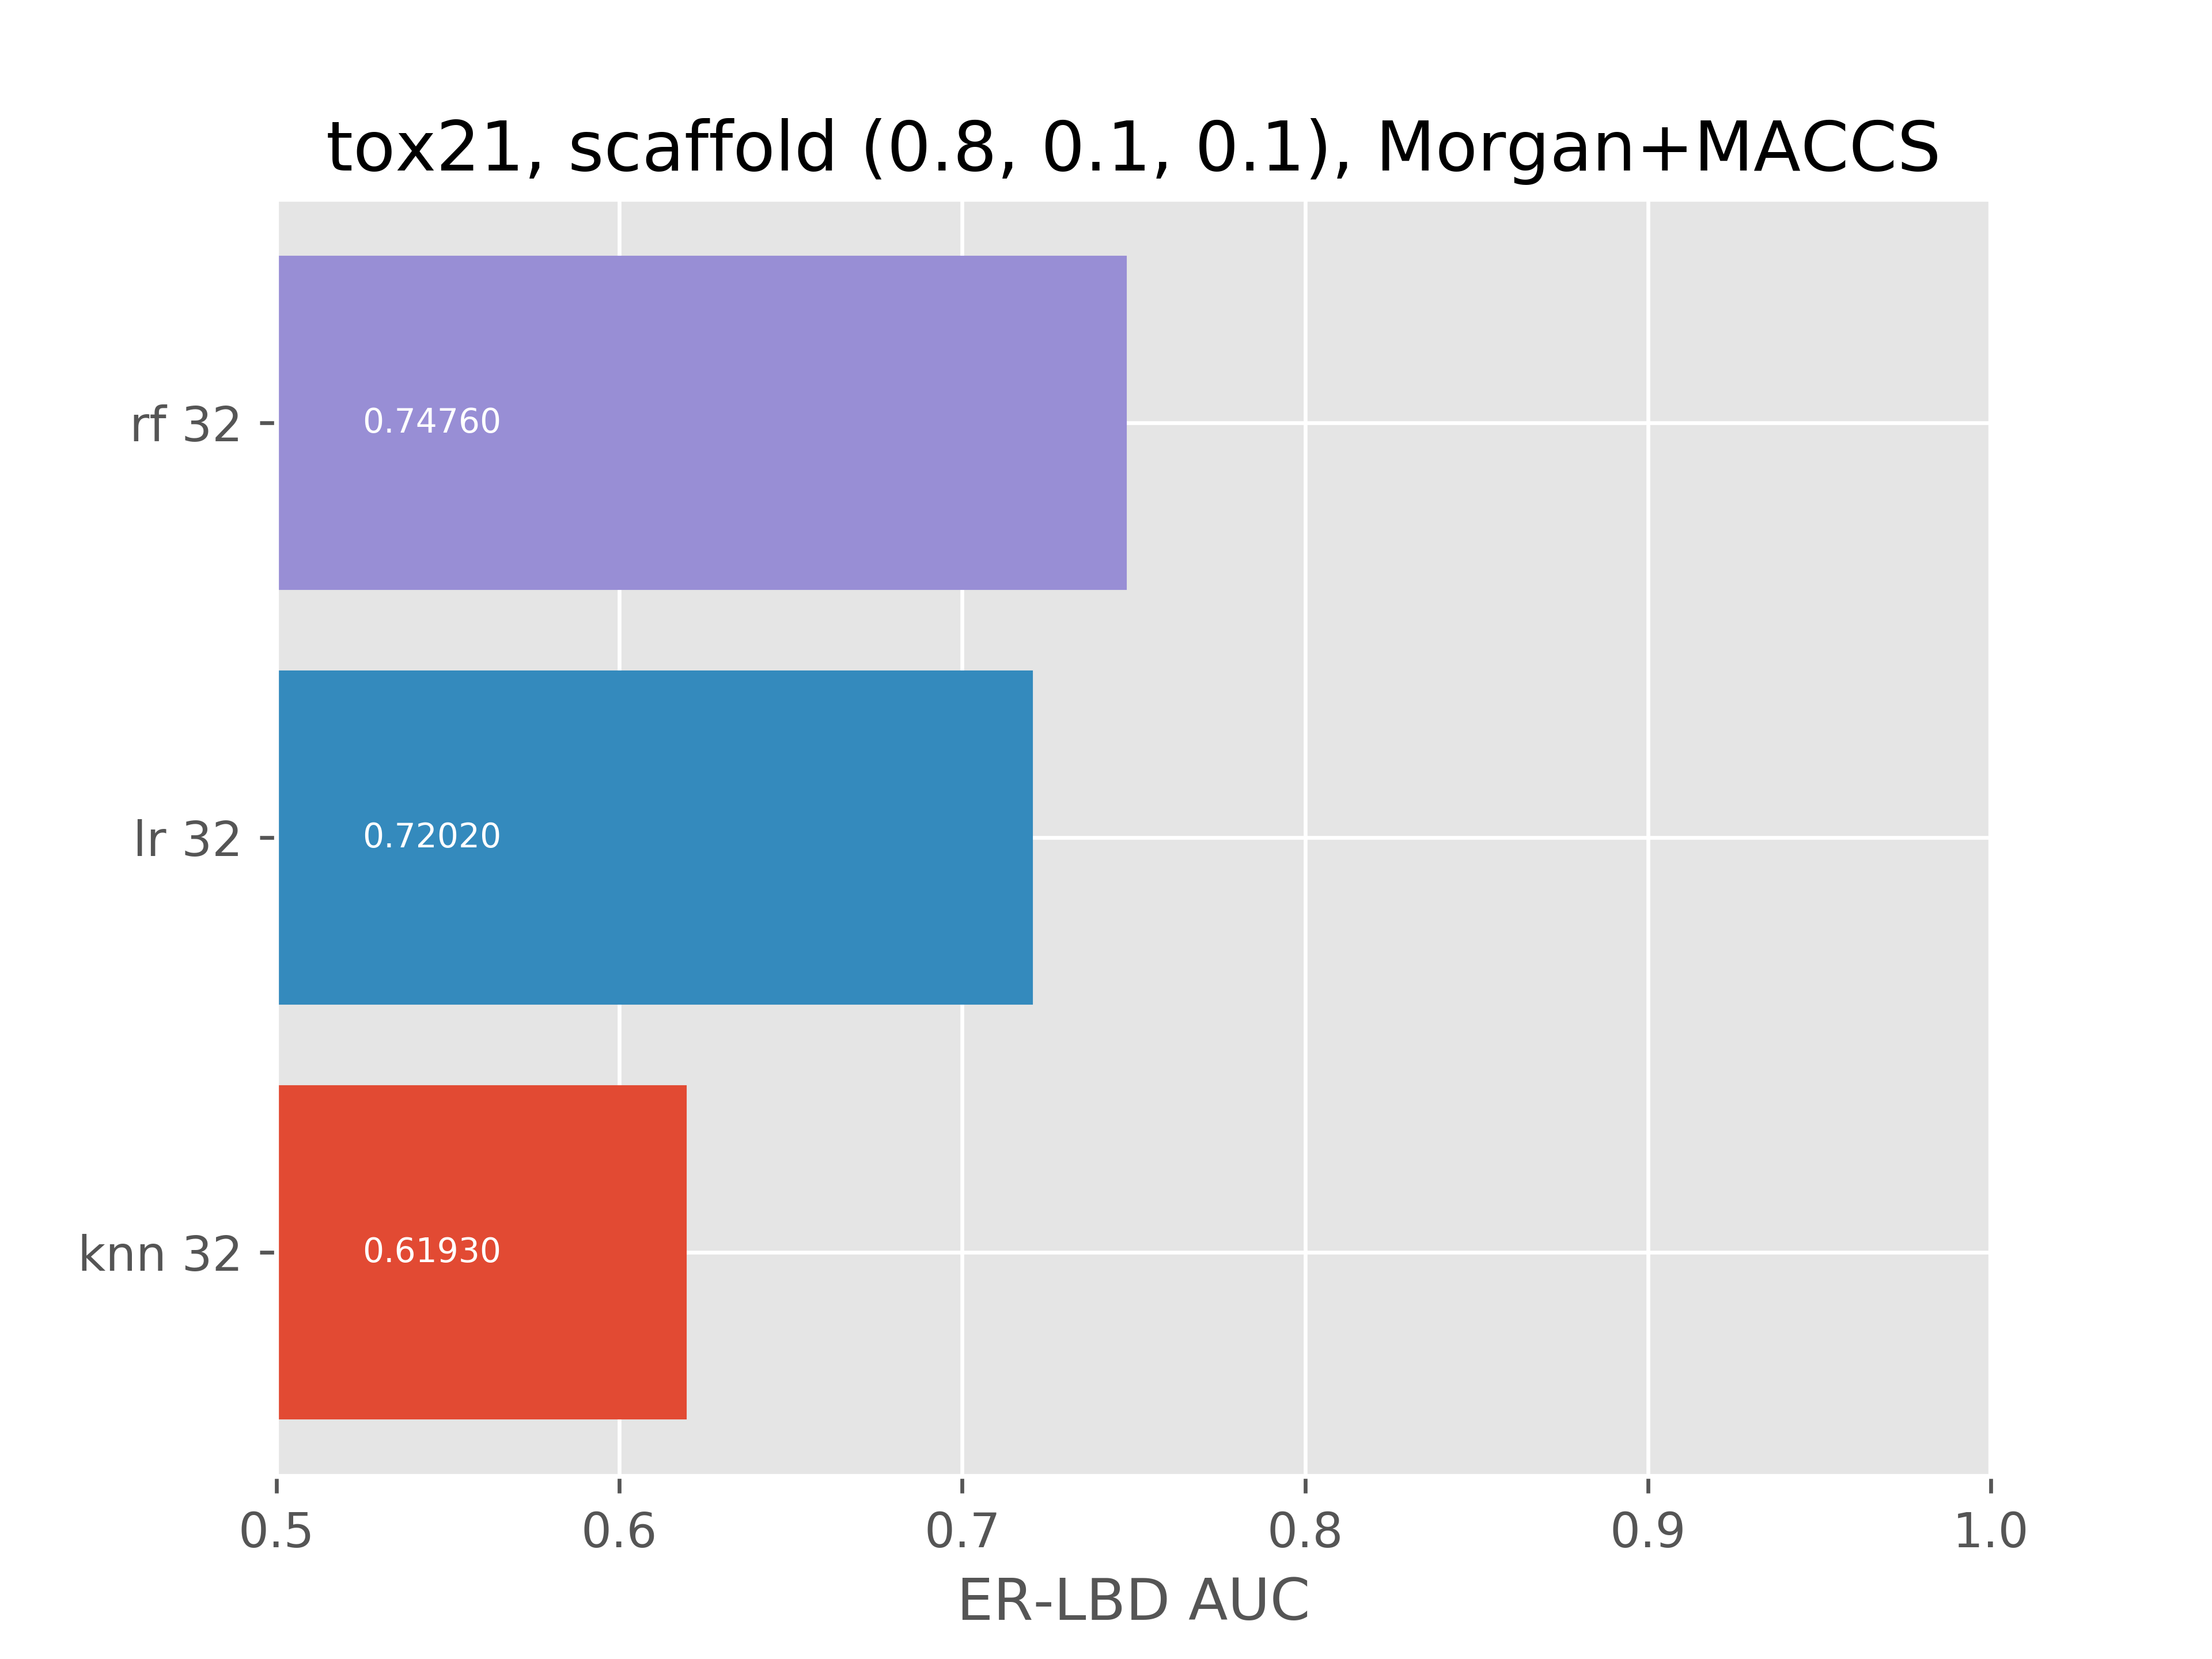 tox21, scaffold (0.8, 0.1, 0.1), Morgan+MACCS
rf 32
0.74760
lr 32
0.72020
knn 32
0.61930
0.5 0.6 0.7 0.8 0.9 1.0
ER-LBD AUC